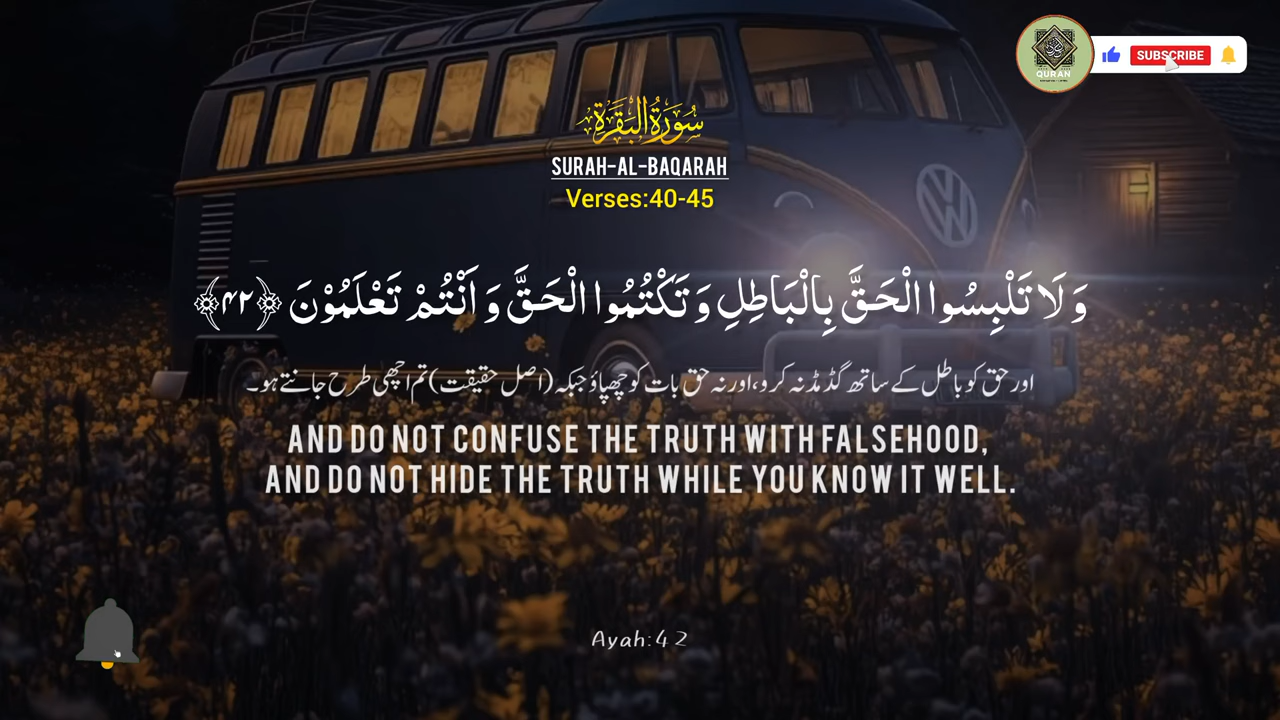 QURAN
SUBSCRIBE
سُورَةُ البَقَرَة
SURAH-AL-BAQARAH
Verses:40-45
وَ لَا تَلْبِسُوا الْحَقَّ بِالْبَاطِلِ وَ تَكْتُمُوا الْحَقَّ وَ اَنْتُمْ تَعْلَمُوْنَ ﴿۴۲﴾
اور حق کو باطل کے ساتھ گڈ مڈ نہ کرو، اور نہ حق بات کو چھپاؤ جبکہ (اصل حقیقت) تم اچھی طرح جانتے ہو۔
AND DO NOT CONFUSE THE TRUTH WITH FALSEHOOD,
AND DO NOT HIDE THE TRUTH WHILE YOU KNOW IT WELL.
Ayah:42